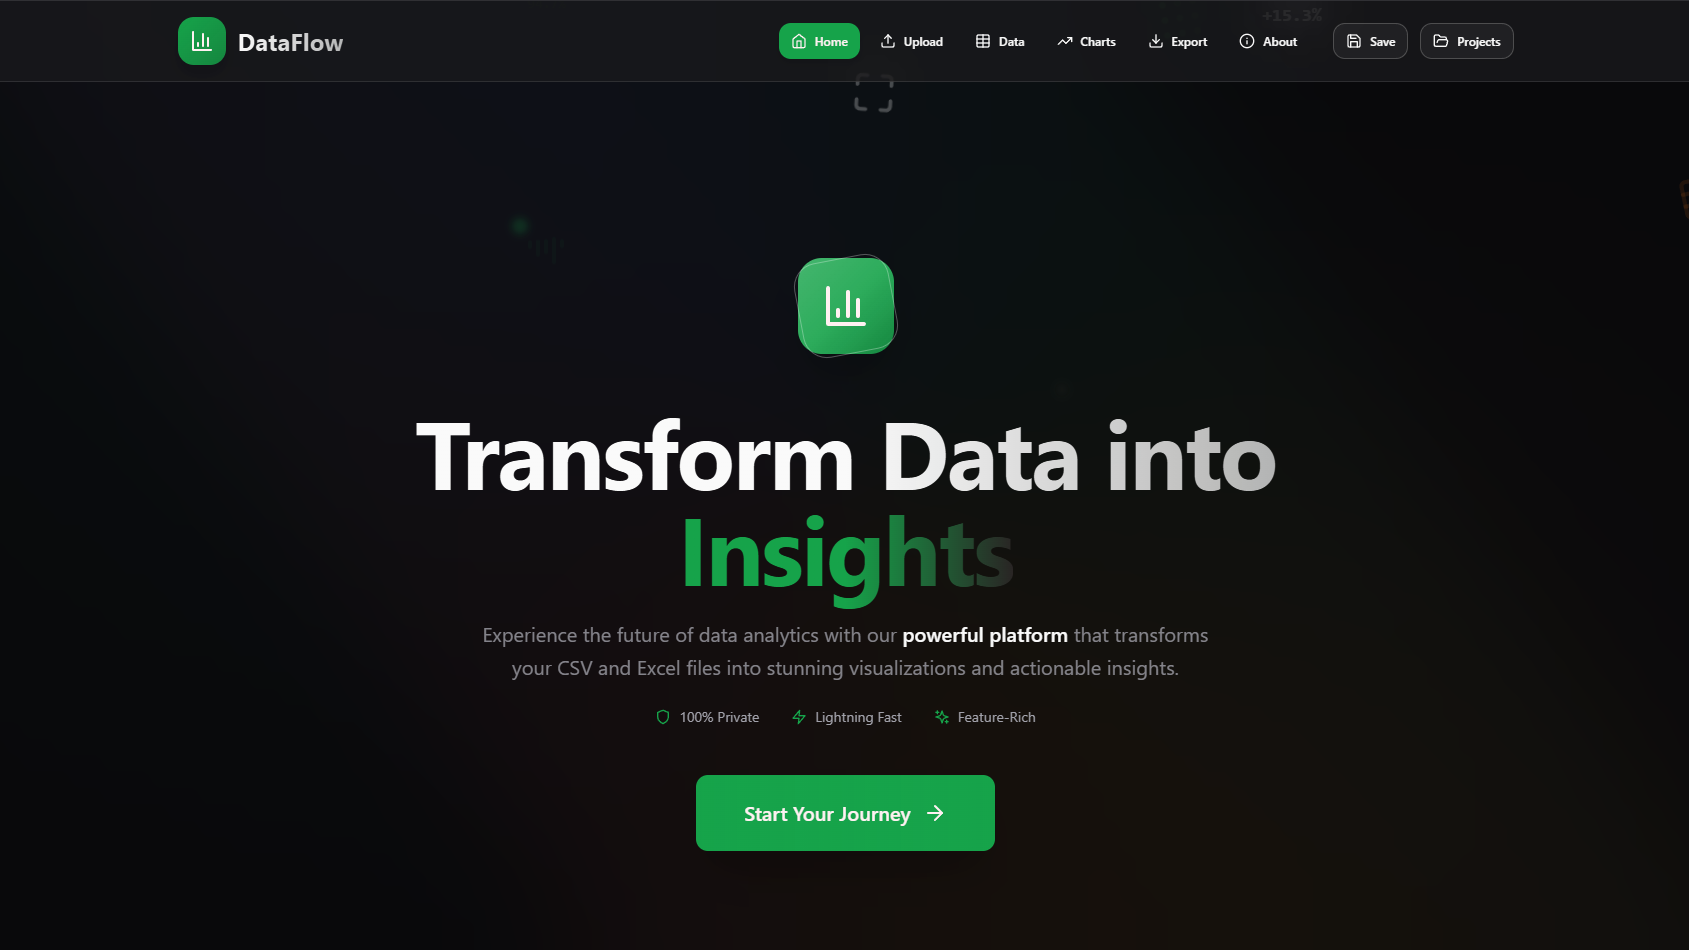 DataFlow
Home
Upload
Data
Charts
Export
About
Save
Projects
+15.3%
Transform Data into
Insights
Experience the future of data analytics with our powerful platform that transforms
your CSV and Excel files into stunning visualizations and actionable insights.
100% Private
Lightning Fast
Feature-Rich
Start Your Journey